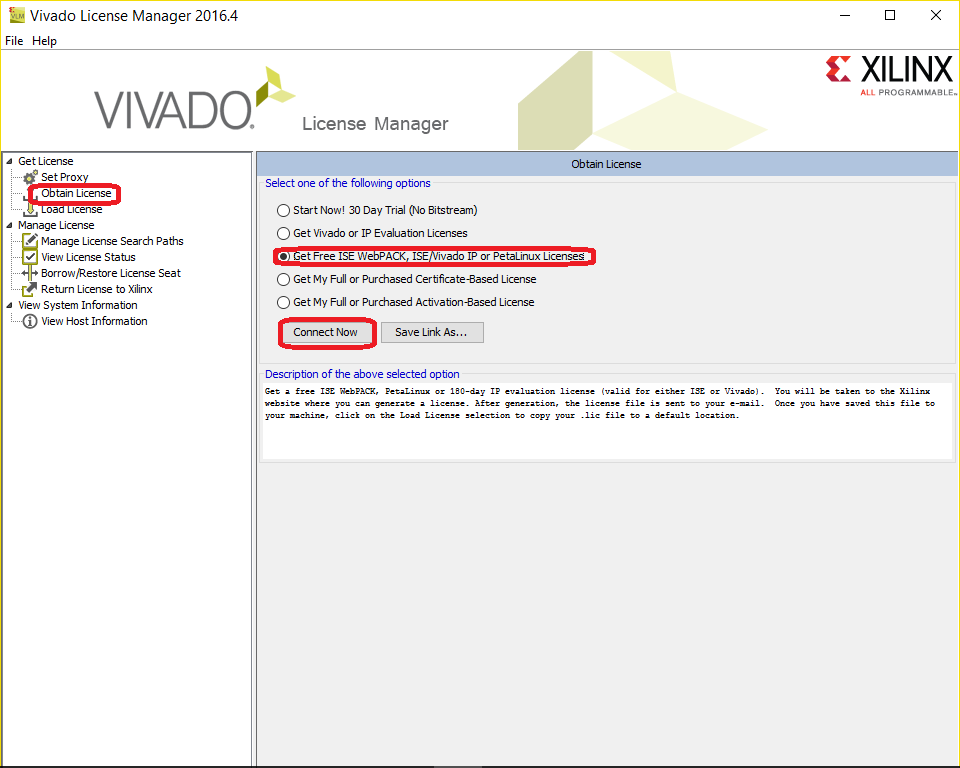 Vivado License Manager 2016.4
File Help
VIVADO.
License Manager
XILINX
ALL PROGRAMMABLE™
Get License
Set Proxy
Obtain License
Load License
Manage License
Manage License Search Paths
View License Status
Borrow/Restore License Seat
Return License to Xilinx
View System Information
View Host Information
Obtain License
Select one of the following options
Start Now! 30 Day Trial (No Bitstream)
Get Vivado or IP Evaluation Licenses
Get Free ISE WebPACK, ISE/Vivado IP or PetaLinux Licenses
Get My Full or Purchased Certificate-Based License
Get My Full or Purchased Activation-Based License
Connect Now Save Link As...
Description of the above selected option
Get a free ISE WebPACK, PetaLinux or 180-day IP evaluation license (valid for either ISE or Vivado). You will be taken to the Xilinx
website where you can generate a license. After generation, the license file is sent to your e-mail. Once you have saved this file to
your machine, click on the Load License selection to copy your .lic file to a default location.